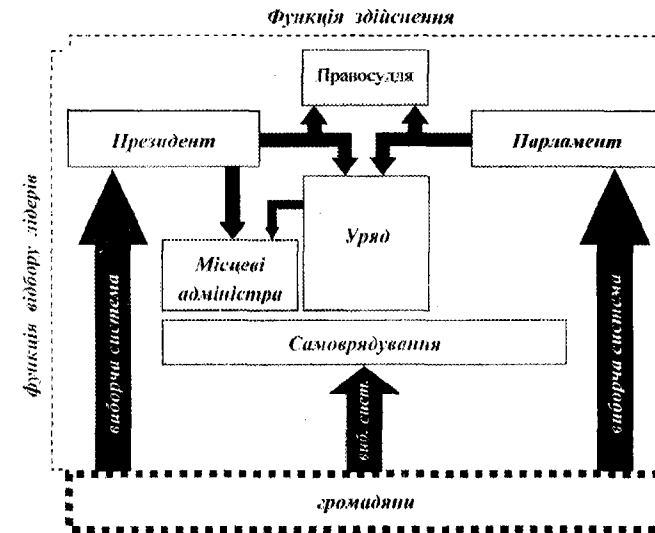 Функція здійснення
Правосуддя
Президент
Парламент
Уряд
Місцеві
адміністра
Самоврядування
функція відбору лідерів
виборча система
виб. сист.
виборча система
громадяни